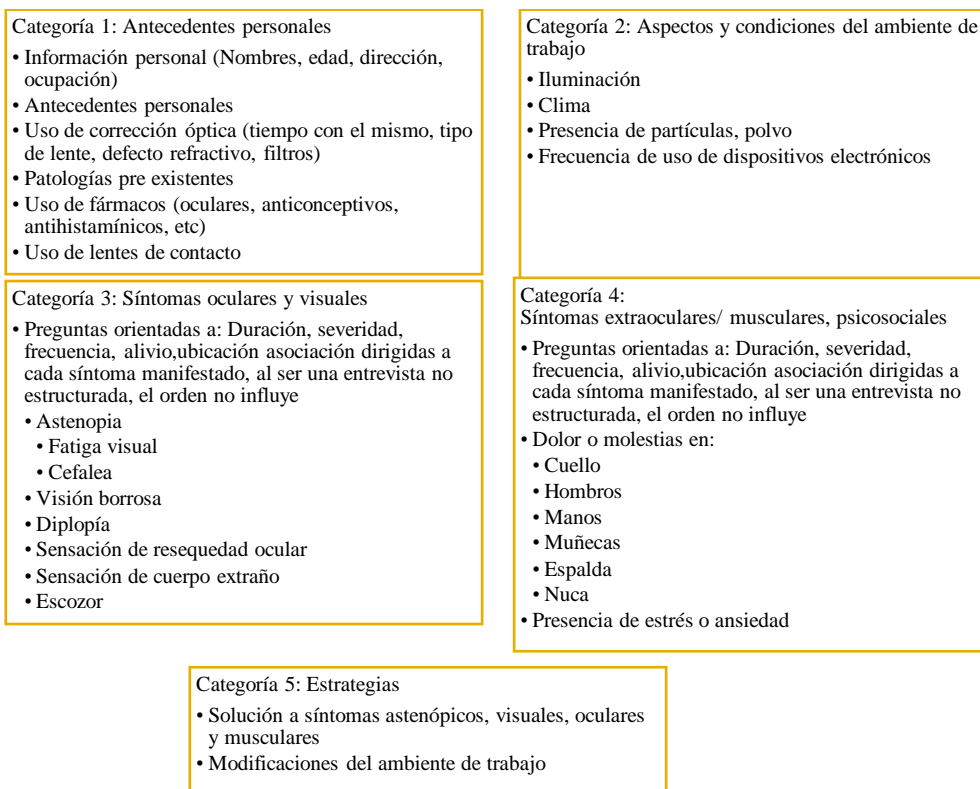 Categoría 1: Antecedentes personales
• Información personal (Nombres, edad, dirección,
ocupación)
• Antecedentes personales
• Uso de corrección óptica (tiempo con el mismo, tipo
de lente, defecto refractivo, filtros)
• Patologías pre existentes
• Uso de fármacos (oculares, anticonceptivos,
antihistamínicos, etc)
• Uso de lentes de contacto
Categoría 2: Aspectos y condiciones del ambiente de
trabajo
• Iluminación
• Clima
• Presencia de partículas, polvo
• Frecuencia de uso de dispositivos electrónicos
Categoría 3: Síntomas oculares y visuales
• Preguntas orientadas a: Duración, severidad,
frecuencia, alivio,ubicación asociación dirigidas a
cada síntoma manifestado, al ser una entrevista no
estructurada, el orden no influye
• Astenopia
• Fatiga visual
• Cefalea
• Visión borrosa
• Diplopía
• Sensación de resequedad ocular
• Sensación de cuerpo extraño
• Escozor
Categoría 4:
Síntomas extraoculares/ musculares, psicosociales
• Preguntas orientadas a: Duración, severidad,
frecuencia, alivio,ubicación asociación dirigidas a
cada síntoma manifestado, al ser una entrevista no
estructurada, el orden no influye
• Dolor o molestias en:
• Cuello
• Hombros
• Manos
• Muñecas
• Espalda
• Nuca
• Presencia de estrés o ansiedad
Categoría 5: Estrategias
• Solución a síntomas astenópicos, visuales, oculares
y musculares
• Modificaciones del ambiente de trabajo